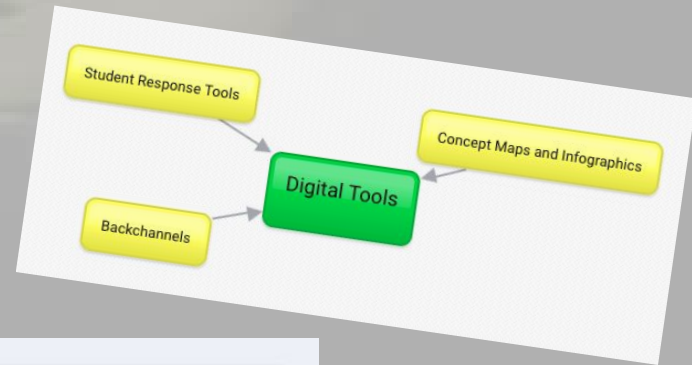 Student Response Tools
Concept Maps and Infographics
Digital Tools
Backchannels